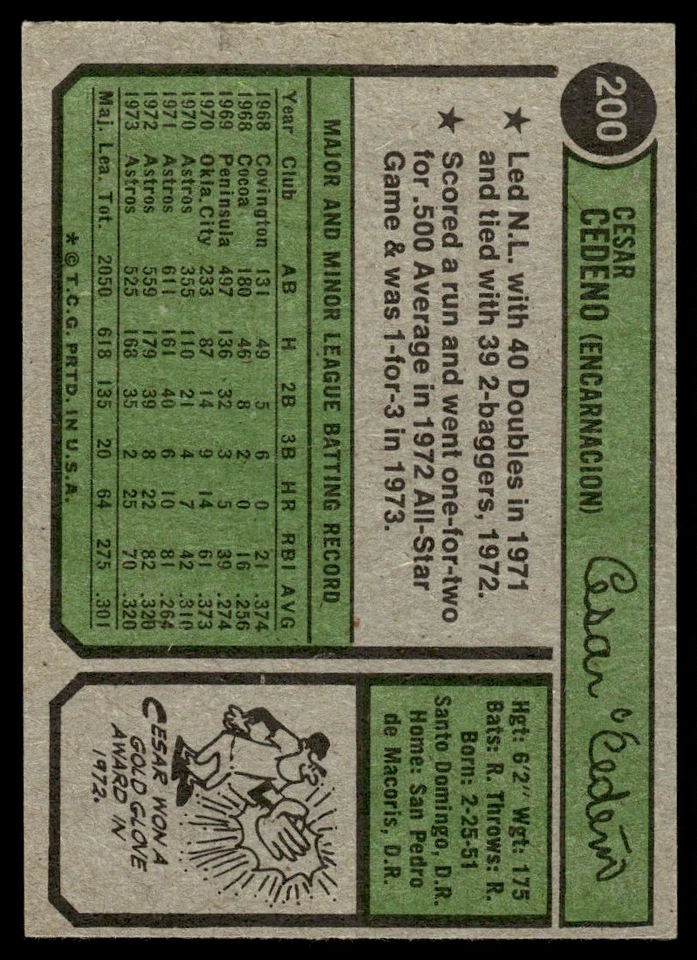 200
CESAR
CEDENO (ENCARNACION)
Cesar Cedeño
★ Led N.L. with 40 Doubles in 1971
and tied with 39 2-baggers, 1972.
★ Scored a run and went one-for-two
for .500 Average in 1972 All-Star
Game & was 1-for-3 in 1973.
Hgt: 6'2" Wgt: 175
Bats: R. Throws: R.
Born: 2-25-51
Santo Domingo, D.R.
Home: San Pedro
de Macoris, D.R.
MAJOR AND MINOR LEAGUE BATTING RECORD
Year Club AB H 2B 3B HR RBI AVG
1968 Covington 131 49 5 6 0 21 .374
1968 Cocoa 180 46 8 2 0 16 .256
1969 Peninsula 497 136 32 3 5 39 .274
1970 Okla. City 233 87 14 9 14 61 .373
1970 Astros 355 110 21 4 7 42 .310
1971 Astros 611 161 40 6 10 81 .264
1972 Astros 559 179 39 8 22 82 .320
1973 Astros 525 168 35 2 25 70 .320
Maj. Lea. Tot. 2050 618 135 20 64 275 .301
* © T.C.G. PRTD. IN U.S.A.
CESAR WON A
GOLD GLOVE
AWARD IN
1972.